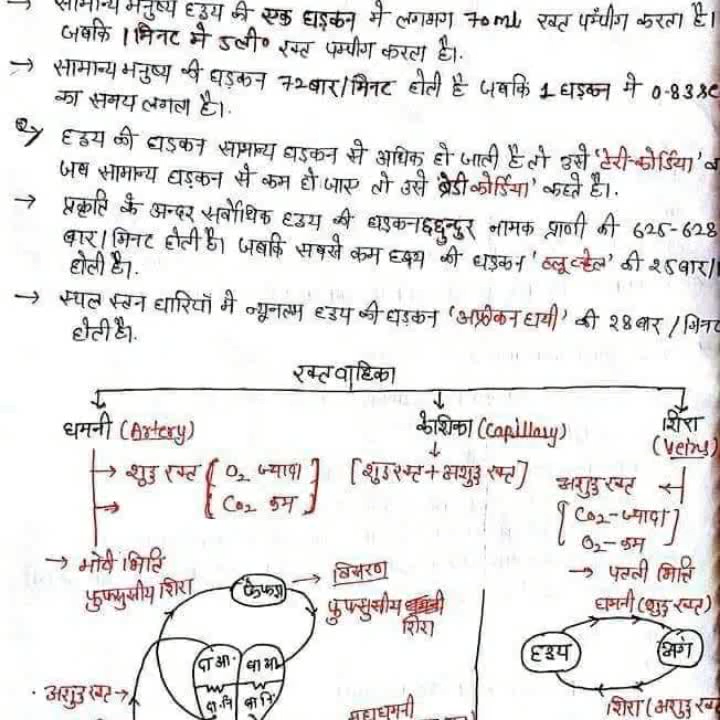 → सामान्य मनुष्य हृदय की एक धड़कन में लगभग 70ml रक्त पम्पींग करता है।
जबकि 1 मिनट में 5ली० रक्त पम्पींग करता है।
→ सामान्य मनुष्य की धड़कन 72बार/मिनट होती है जबकि 1 धड़कन में 0.83 sec
का समय लगता है।
हृदय की धड़कन सामान्य धड़कन से अधिक हो जाती है तो उसे 'टेरी-कोर्डिया'
जब सामान्य धड़कन से कम हो जाए तो उसे ब्रेडीकोर्डिया' कहते है।
→ प्रकृति के अन्दर सर्वाधिक हृदय की धड़कन छछुन्दुर नामक प्राणी की 625-628
बार/मिनट होती है। जबकि सबसे कम हृदय की धड़कन 'ब्लू व्हेल' की 25बार/
होती है।
→ स्थल स्तन धारियों में न्यूनतम हृदय की धड़कन 'अफ्रीकन हाथी' की 28बार/मिनट
होती है।
रक्त वाहिका
धमनी (Artery) केशिका (Capillary) शिरा
(Veins)
→ शुद्ध रक्त [O₂ ज्यादा [शुद्ध रक्त + अशुद्ध रक्त] अशुद्ध रक्त ←
→ CO₂ कम] [CO₂-ज्यादा
O₂-कम]
→ मोटी भित्ति → पतली भित्ति
फुफ्फुसीय शिरा फेफड़ा → विसरण
फुफ्फुसीय शिरा
धमनी (शुद्ध रक्त)
हृदय अंग
शिरा (अशुद्ध रक्त
दा आ. बा आ.
दा नि बा नि
• अशुद्ध रक्त →
महाधमनी